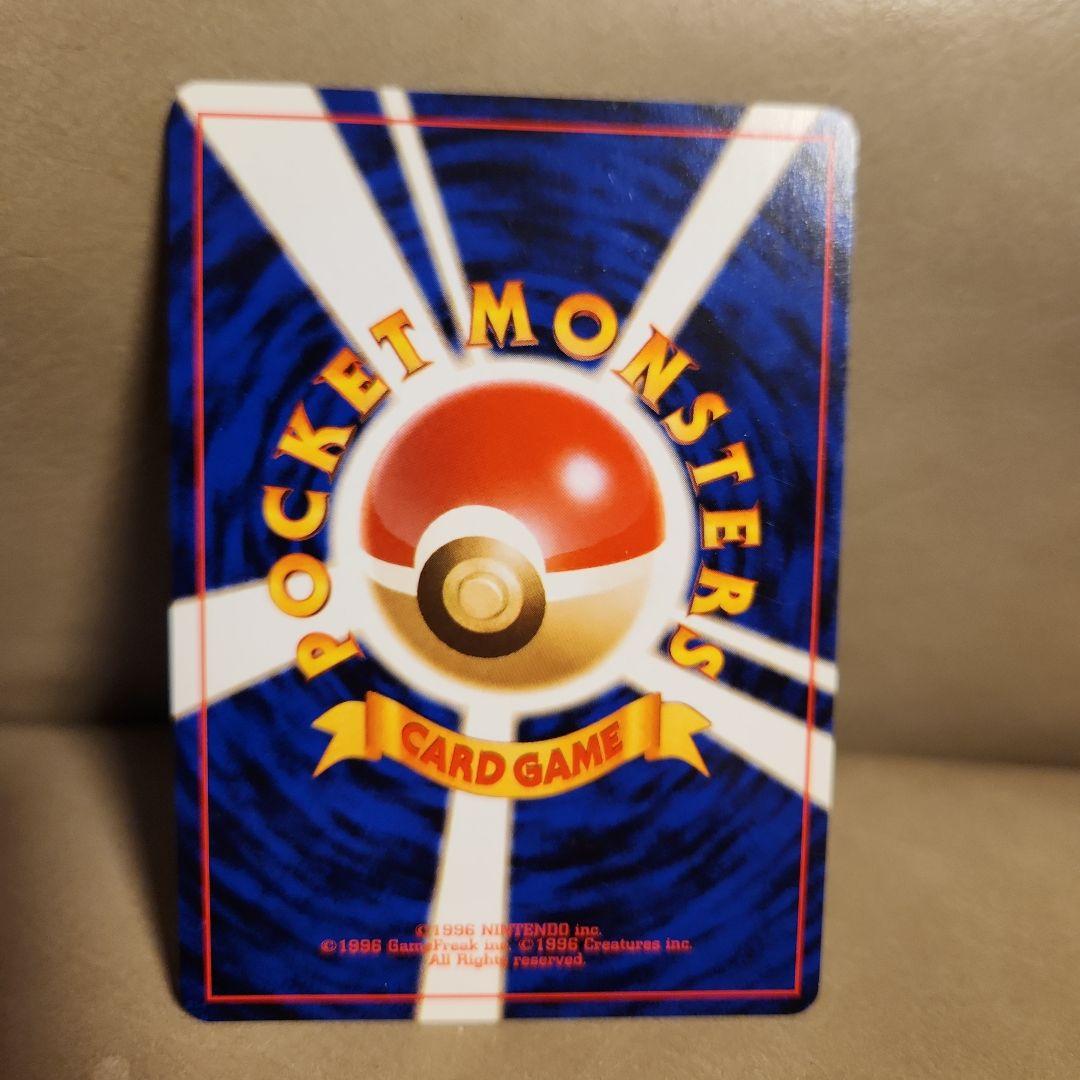 POCKET MONSTERS
CARD GAME
©1996 NINTENDO inc.
©1996 GameFreak inc. ©1996 Creatures inc.
All Rights reserved.